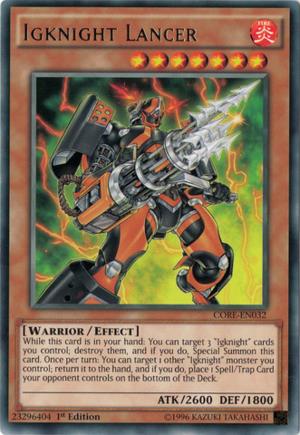 IGKNIGHT LANCER
FIRE
炎
CORE-EN032
[WARRIOR / EFFECT]
While this card is in your hand: You can target 3 "Igknight" cards
you control; destroy them, and if you do, Special Summon this
card. Once per turn: You can target 1 other "Igknight" monster you
control; return it to the hand, and if you do, place 1 Spell/Trap Card
your opponent controls on the bottom of the Deck.
ATK/2600 DEF/1800
23296404 1st Edition ©1996 KAZUKI TAKAHASHI